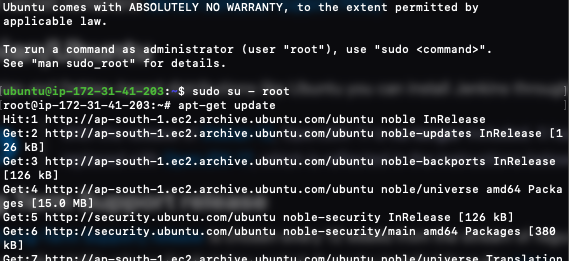 Ubuntu comes with ABSOLUTELY NO WARRANTY, to the extent permitted by
applicable law.
To run a command as administrator (user "root"), use "sudo <command>".
See "man sudo_root" for details.
[ubuntu@ip-172-31-41-203:~$ sudo su - root ]
[root@ip-172-31-41-203:~# apt-get update ]
Hit:1 http://ap-south-1.ec2.archive.ubuntu.com/ubuntu noble InRelease
Get:2 http://ap-south-1.ec2.archive.ubuntu.com/ubuntu noble-updates InRelease [1
26 kB]
Get:3 http://ap-south-1.ec2.archive.ubuntu.com/ubuntu noble-backports InRelease
[126 kB]
Get:4 http://ap-south-1.ec2.archive.ubuntu.com/ubuntu noble/universe amd64 Packa
ges [15.0 MB]
Get:5 http://security.ubuntu.com/ubuntu noble-security InRelease [126 kB]
Get:6 http://security.ubuntu.com/ubuntu noble-security/main amd64 Packages [380
kB]
Get:7 http://ap-south-1.ec2.archive.ubuntu.com/ubuntu noble/universe Translation